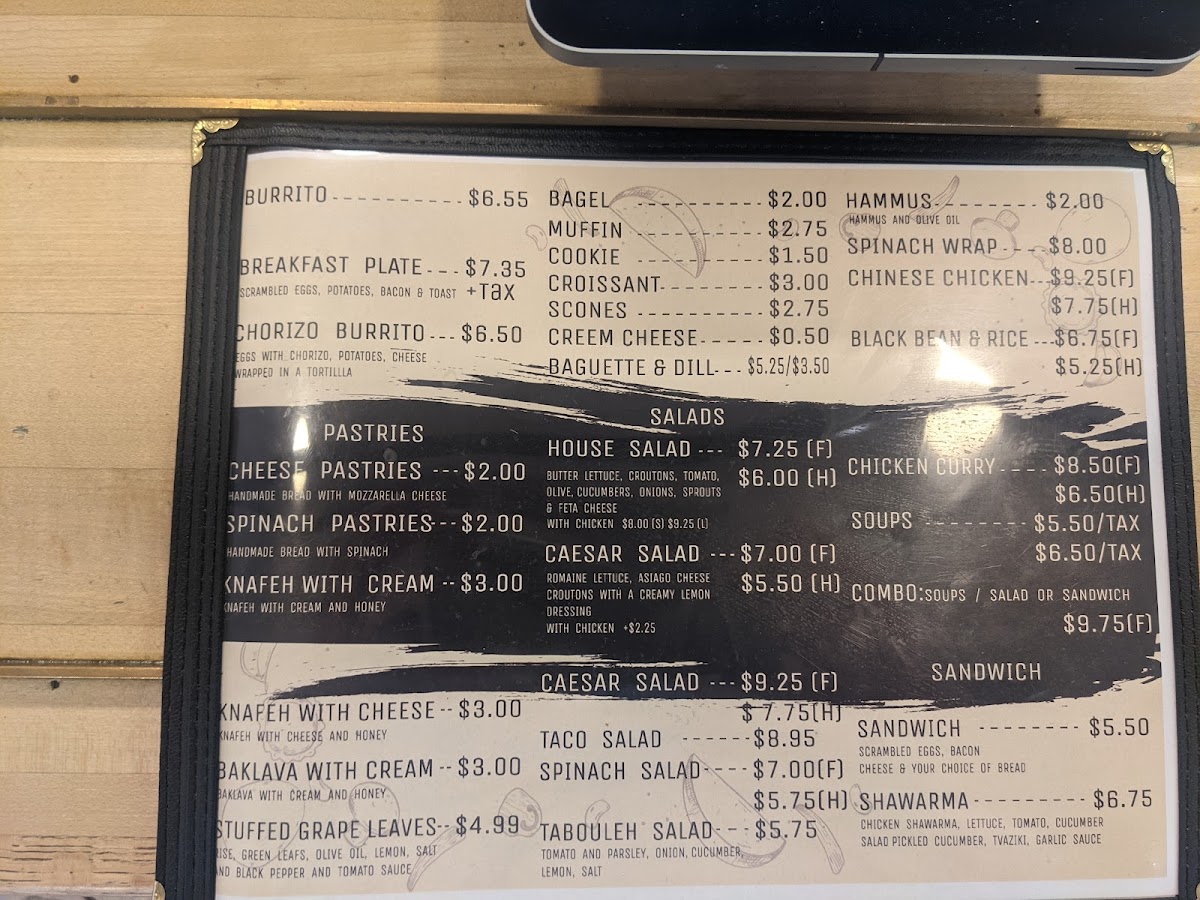 BURRITO ----------- $6.55
BREAKFAST PLATE --- $7.35
SCRAMBLED EGGS, POTATOES, BACON & TOAST +Tax
CHORIZO BURRITO --- $6.50
EGGS WITH CHORIZO, POTATOES, CHEESE
WRAPPED IN A TORTILLLA
PASTRIES
CHEESE PASTRIES --- $2.00
HANDMADE BREAD WITH MOZZARELLA CHEESE
SPINACH PASTRIES --- $2.00
HANDMADE BREAD WITH SPINACH
KNAFEH WITH CREAM -- $3.00
KNAFEH WITH CREAM AND HONEY
KNAFEH WITH CHEESE -- $3.00
KNAFEH WITH CHEESE AND HONEY
BAKLAVA WITH CREAM -- $3.00
BAKLAVA WITH CREAM AND HONEY
STUFFED GRAPE LEAVES -- $4.99
RISE, GREEN LEAFS, OLIVE OIL, LEMON, SALT
AND BLACK PEPPER AND TOMATO SAUCE
BAGEL ---------- $2.00
MUFFIN ---------- $2.75
COOKIE ---------- $1.50
CROISSANT -------- $3.00
SCONES ---------- $2.75
CREEM CHEESE ----- $0.50
BAGUETTE & DILL --- $5.25/$3.50
SALADS
HOUSE SALAD --- $7.25 (F)
BUTTER LETTUCE, CROUTONS, TOMATO, $6.00 (H)
OLIVE, CUCUMBERS, ONIONS, SPROUTS
& FETA CHEESE
WITH CHICKEN $8.00 (S) $9.25 (L)
CAESAR SALAD --- $7.00 (F)
ROMAINE LETTUCE, ASIAGO CHEESE $5.50 (H)
CROUTONS WITH A CREAMY LEMON
DRESSING
WITH CHICKEN +$2.25
CAESAR SALAD --- $9.25 (F)
$ 7.75(H)
TACO SALAD ------- $8.95
SPINACH SALAD ---- $7.00(F)
$5.75(H)
TABOULEH SALAD --- $5.75
TOMATO AND PARSLEY, ONION, CUCUMBER,
LEMON, SALT
HAMMUS --------- $2.00
HAMMUS AND OLIVE OIL
SPINACH WRAP ---- $8.00
CHINESE CHICKEN -- $9.25(F)
$7.75(H)
BLACK BEAN & RICE --- $6.75(F)
$5.25(H)
CHICKEN CURRY ---- $8.50(F)
$6.50(H)
SOUPS --------- $5.50/TAX
$6.50/TAX
COMBO:SOUPS / SALAD OR SANDWICH
$9.75(F)
SANDWICH
SANDWICH --------- $5.50
SCRAMBLED EGGS, BACON
CHEESE & YOUR CHOICE OF BREAD
SHAWARMA ---------- $6.75
CHICKEN SHAWARMA, LETTUCE, TOMATO, CUCUMBER
SALAD PICKLED CUCUMBER, TVAZIKI, GARLIC SAUCE